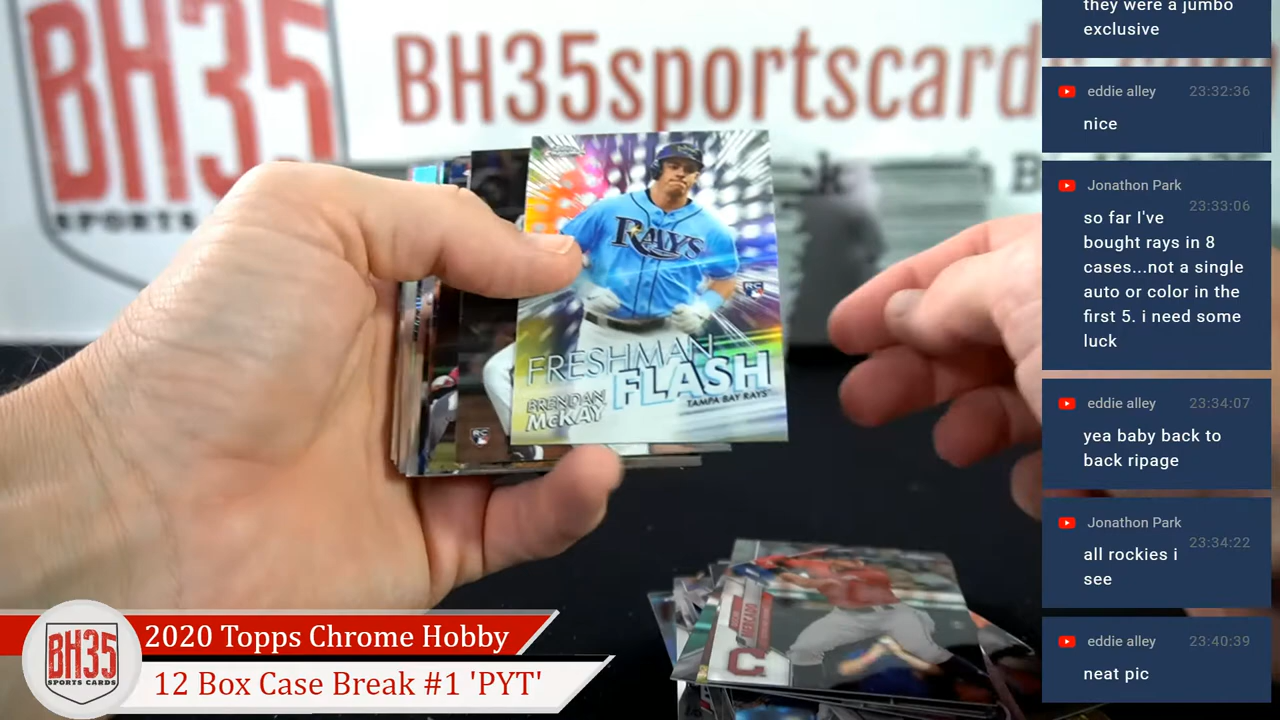 BH35
SPORTS
BH35sportscard
RAYS
RC
FRESHMAN
FLASH
BRENDAN
McKAY
TAMPA BAY RAYS
RC
C
BH35
SPORTS CARDS
2020 Topps Chrome Hobby
12 Box Case Break #1 'PYT'
they were a jumbo
exclusive
eddie alley 23:32:36
nice
Jonathon Park
23:33:06
so far I've
bought rays in 8
cases...not a single
auto or color in the
first 5. i need some
luck
eddie alley 23:34:07
yea baby back to
back ripage
Jonathon Park
23:34:22
all rockies i
see
eddie alley 23:40:39
neat pic